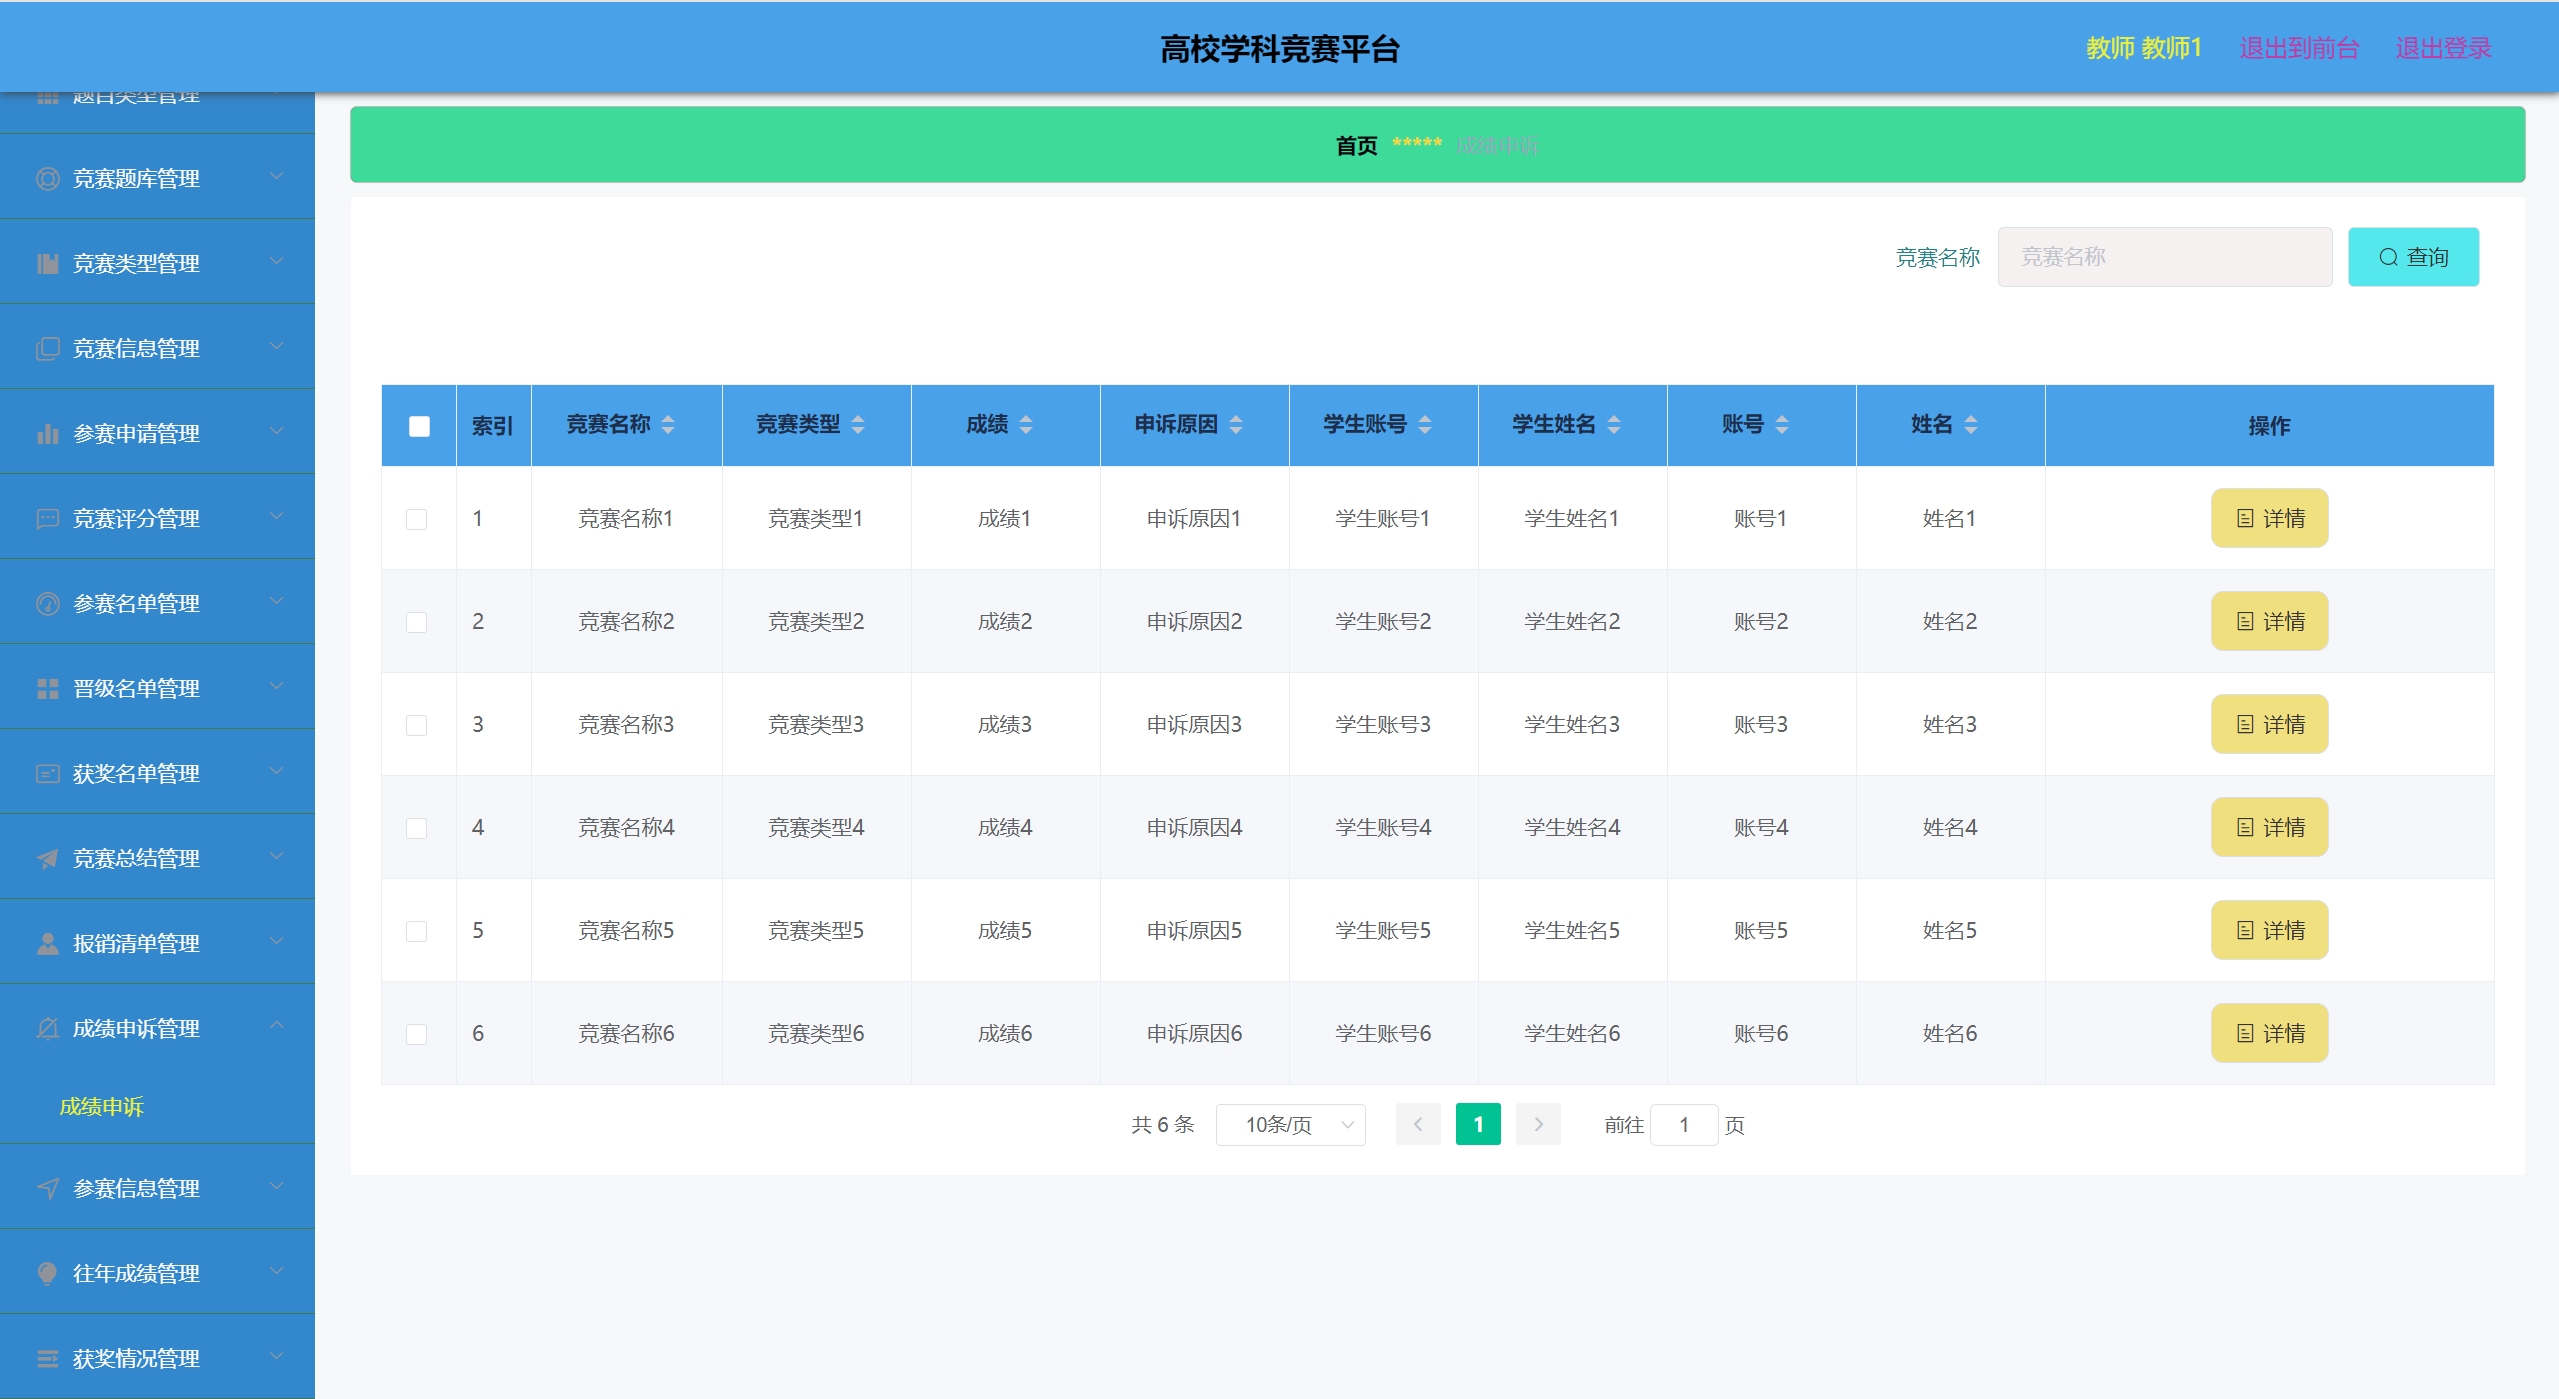 高校学科竞赛平台
教师 教师1 退出到前台 退出登录
题目类型管理
竞赛题库管理
竞赛类型管理
竞赛信息管理
参赛申请管理
竞赛评分管理
参赛名单管理
晋级名单管理
获奖名单管理
竞赛总结管理
报销清单管理
成绩申诉管理
成绩申诉
参赛信息管理
往年成绩管理
获奖情况管理
首页 ***** 成绩申诉
竞赛名称 竞赛名称 查询
索引 竞赛名称 竞赛类型 成绩 申诉原因 学生账号 学生姓名 账号 姓名 操作
1 竞赛名称1 竞赛类型1 成绩1 申诉原因1 学生账号1 学生姓名1 账号1 姓名1 详情
2 竞赛名称2 竞赛类型2 成绩2 申诉原因2 学生账号2 学生姓名2 账号2 姓名2 详情
3 竞赛名称3 竞赛类型3 成绩3 申诉原因3 学生账号3 学生姓名3 账号3 姓名3 详情
4 竞赛名称4 竞赛类型4 成绩4 申诉原因4 学生账号4 学生姓名4 账号4 姓名4 详情
5 竞赛名称5 竞赛类型5 成绩5 申诉原因5 学生账号5 学生姓名5 账号5 姓名5 详情
6 竞赛名称6 竞赛类型6 成绩6 申诉原因6 学生账号6 学生姓名6 账号6 姓名6 详情
共 6 条 10条/页 1 前往 1 页